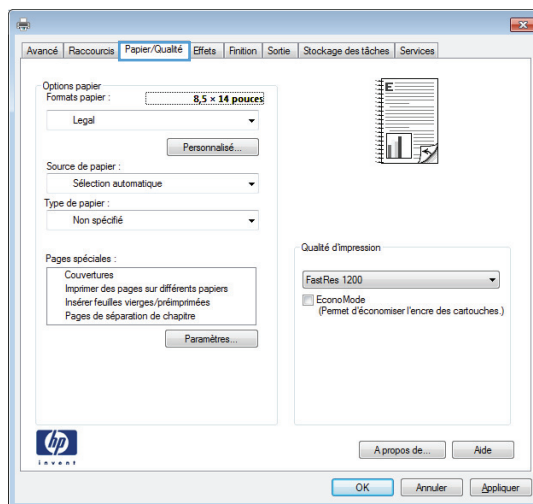 Avancé Raccourcis Papier/Qualité Effets Finition Sortie Stockage des tâches Services
Options papier
Formats papier : 8,5 × 14 pouces
Legal
Personnalisé...
Source de papier :
Sélection automatique
Type de papier :
Non spécifié
Pages spéciales :
Couvertures
Imprimer des pages sur différents papiers
Insérer feuilles vierges/préimprimées
Pages de séparation de chapitre
Paramètres...
E
Qualité d'impression
FastRes 1200
EconoMode
(Permet d'économiser l'encre des cartouches.)
hp
invent
A propos de... Aide
OK Annuler Appliquer